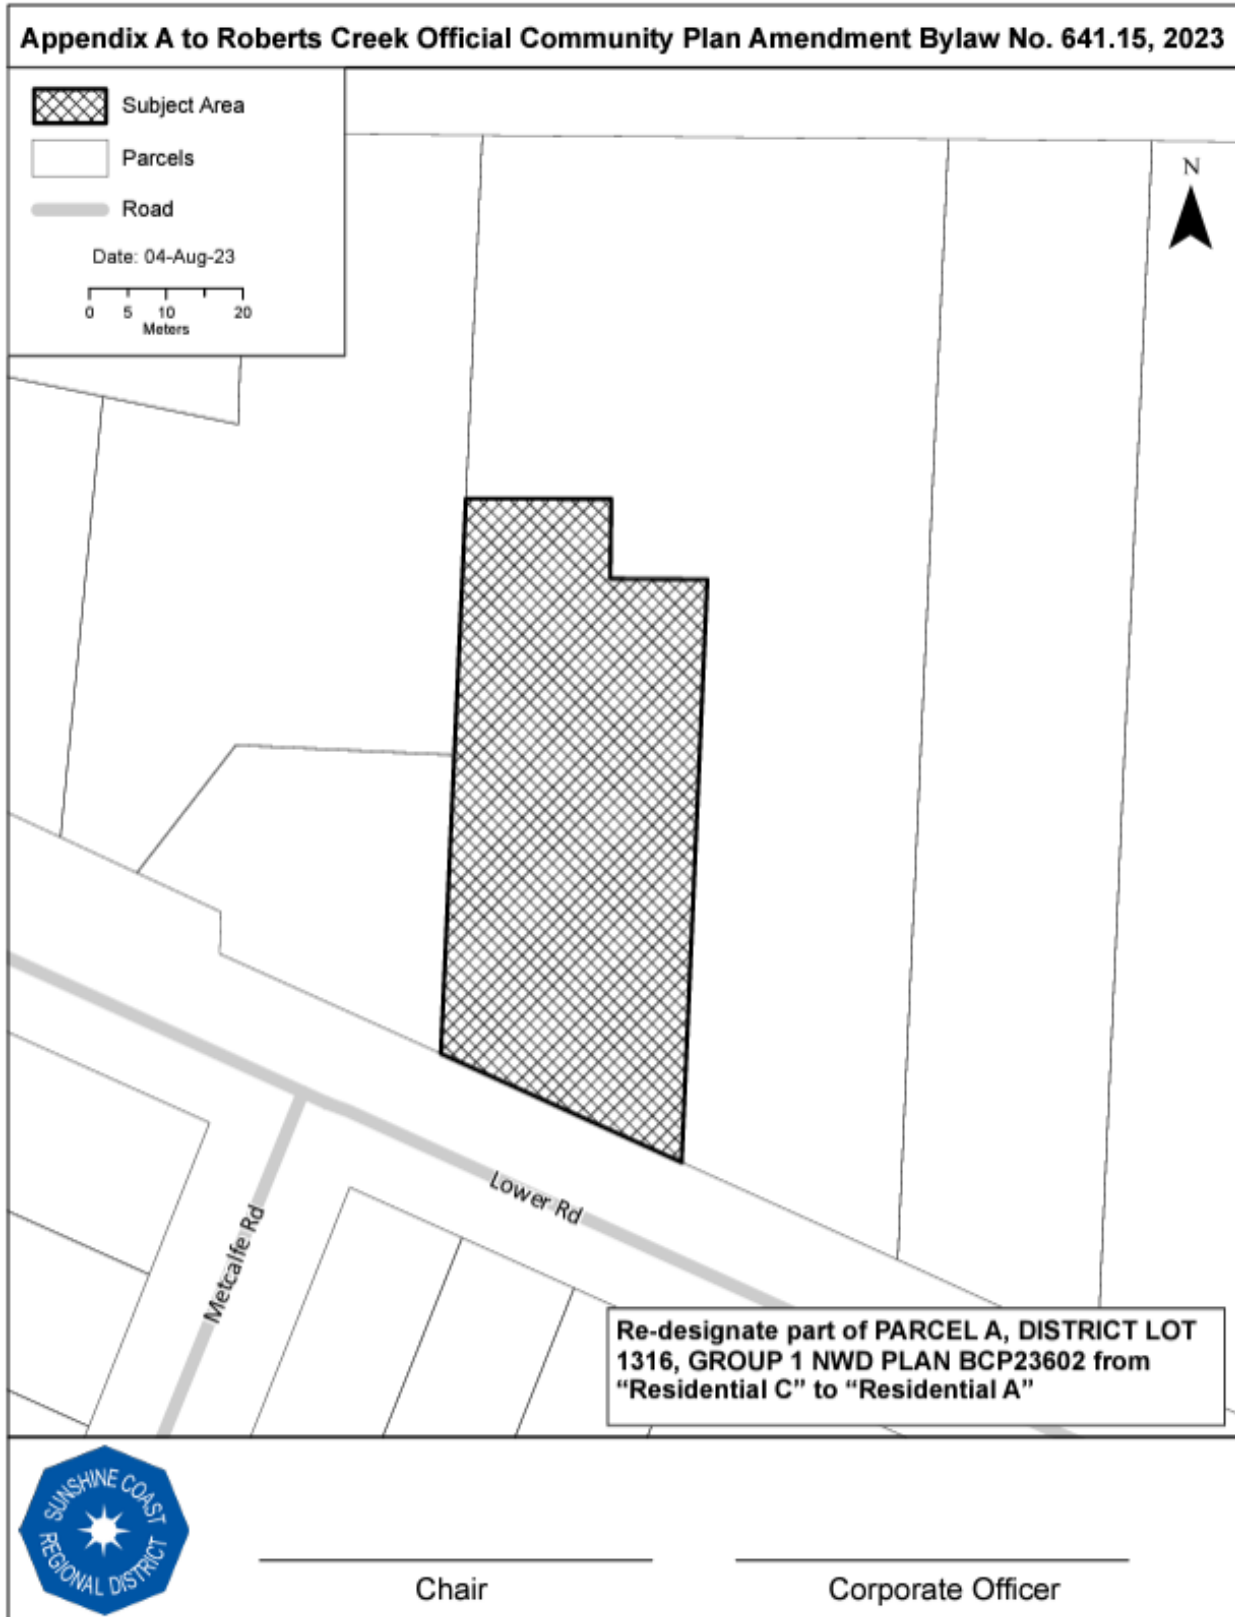 Appendix A to Roberts Creek Official Community Plan Amendment Bylaw No. 641.15, 2023
Subject Area
Parcels
Road
Date: 04-Aug-23
0 5 10 20
Meters
N
Lower Rd
Metcalfe Rd
Re-designate part of PARCEL A, DISTRICT LOT
1316, GROUP 1 NWD PLAN BCP23602 from
“Residential C” to “Residential A”
SUNSHINE COAST
REGIONAL DISTRICT
Chair
Corporate Officer